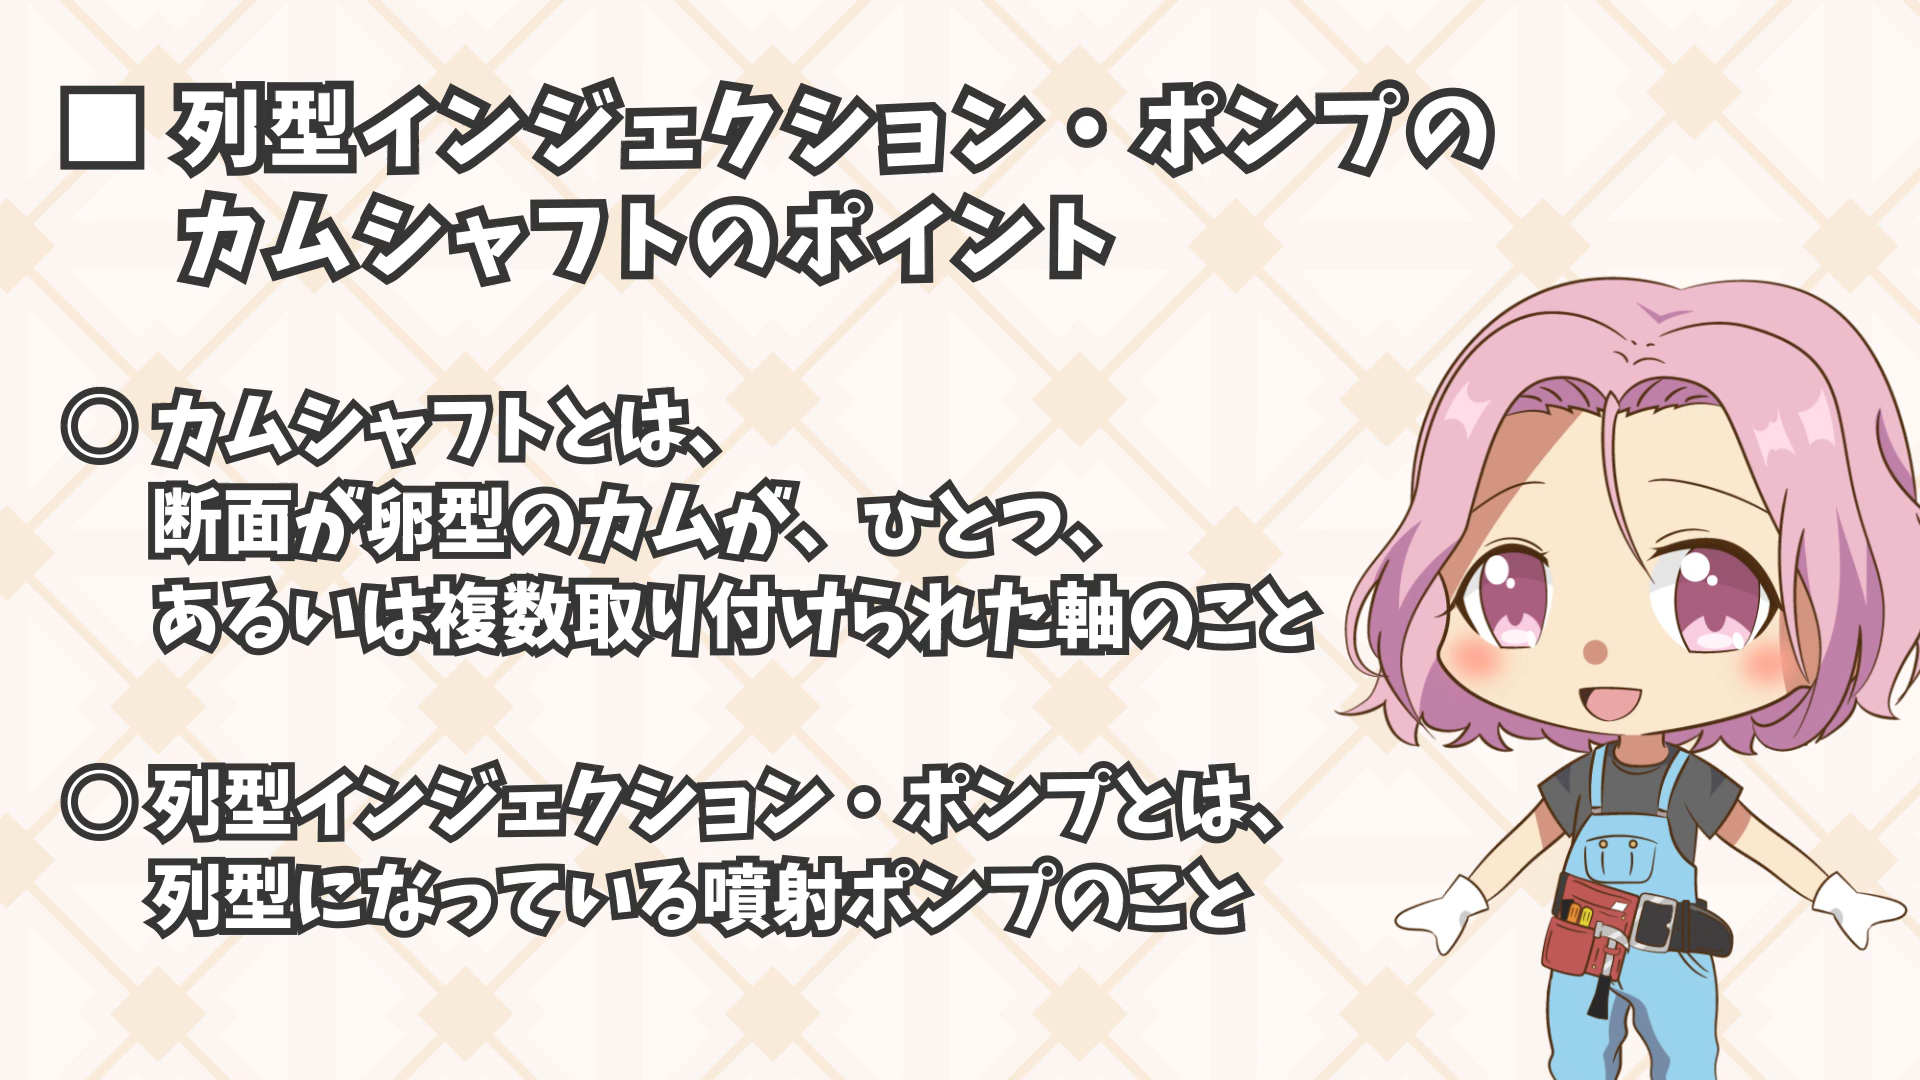 ■ 列型インジェクション・ポンプの
カムシャフトのポイント
◎ カムシャフトとは、
断面が卵型のカムが、ひとつ、
あるいは複数取り付けられた軸のこと
◎ 列型インジェクション・ポンプとは、
列型になっている噴射ポンプのこと